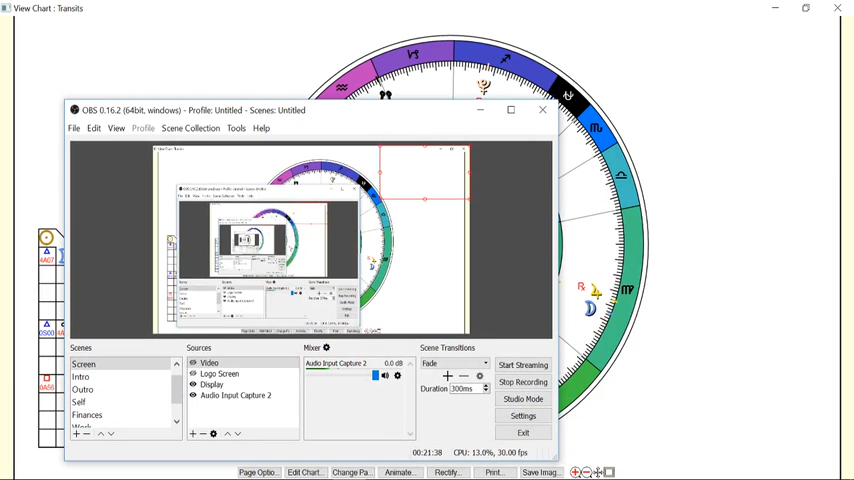 View Chart : Transits
OBS 0.16.2 (64bit, windows) - Profile: Untitled - Scenes: Untitled
File Edit View Profile Scene Collection Tools Help
4A07
0S00 4A
0A56
R
Scenes
Screen
Intro
Outro
Self
Finances
Sources
Video
Logo Screen
Display
Audio Input Capture 2
Mixer
Audio Input Capture 2 0.0 dB
Scene Transitions
Fade
Duration 300ms
Start Streaming
Stop Recording
Studio Mode
Settings
Exit
00:21:38 CPU: 13.0%, 30.00 fps
Page Optio... Edit Chart... Change Pa... Animate... Rectify... Print... Save Imag...